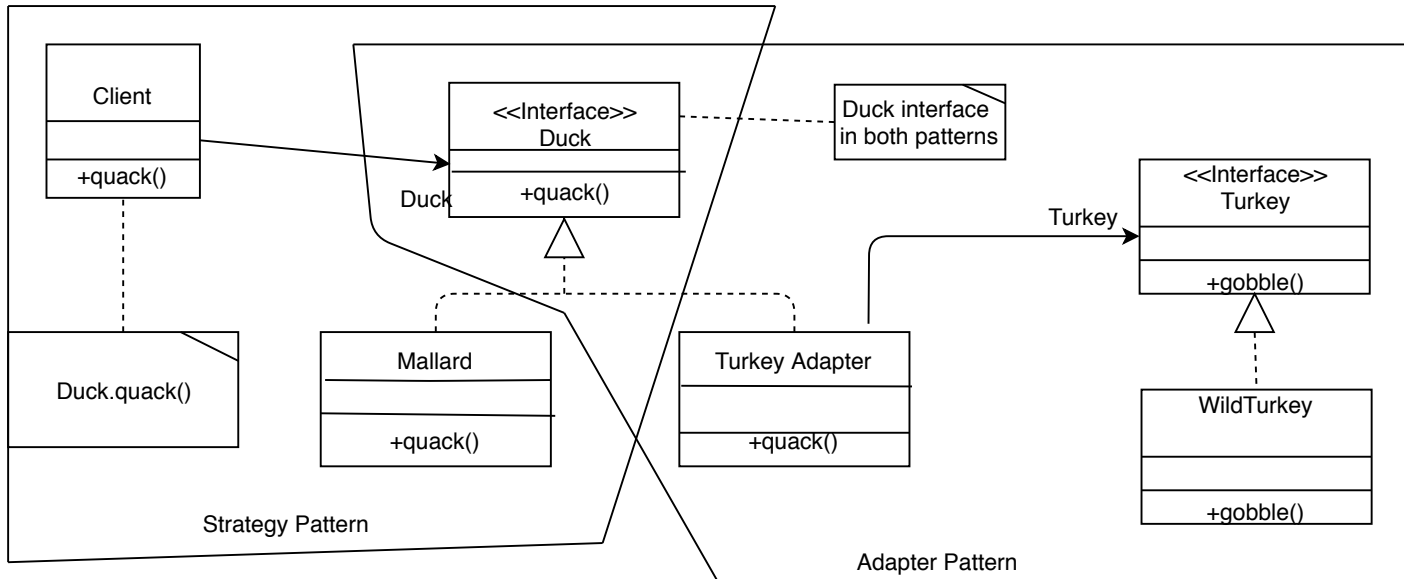 Client
+quack()
<<Interface>>
Duck
+quack()
Duck
Duck interface
in both patterns
<<Interface>>
Turkey
+gobble()
Turkey
Duck.quack()
Mallard
+quack()
Turkey Adapter
+quack()
WildTurkey
+gobble()
Strategy Pattern
Adapter Pattern